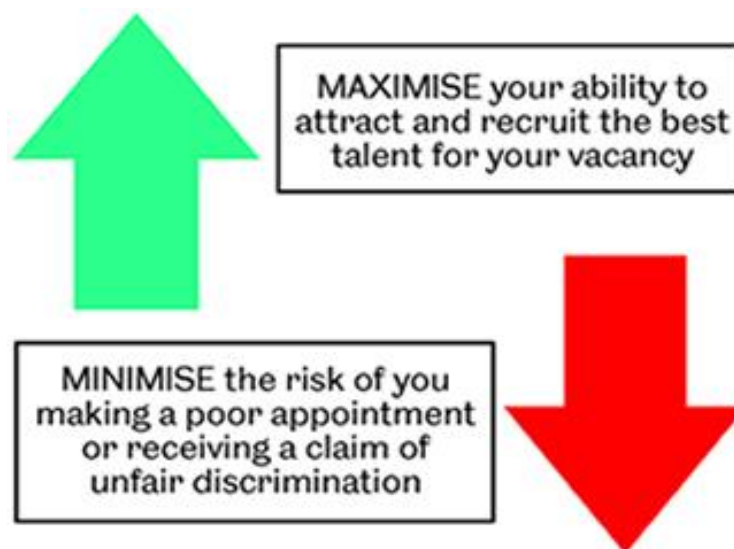 MAXIMISE your ability to
attract and recruit the best
talent for your vacancy
MINIMISE the risk of you
making a poor appointment
or receiving a claim of
unfair discrimination